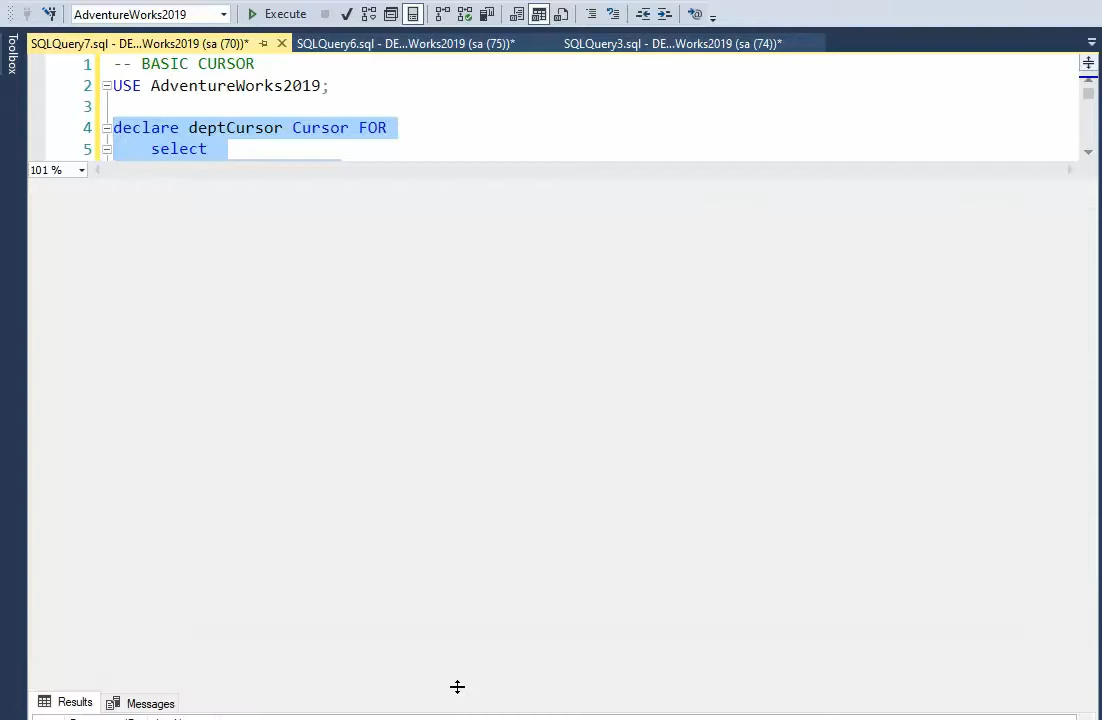 AdventureWorks2019 Execute
Toolbox
SQLQuery7.sql - DE...Works2019 (sa (70))* SQLQuery6.sql - DE...Works2019 (sa (75))* SQLQuery3.sql - DE...Works2019 (sa (74))*
1 -- BASIC CURSOR
2 USE AdventureWorks2019;
3
4 declare deptCursor Cursor FOR
5 select
101 %
Results Messages